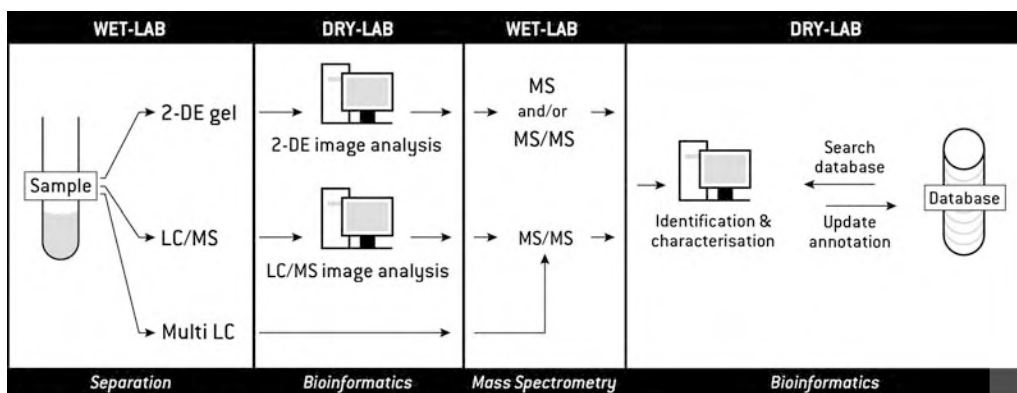 WET-LAB
DRY-LAB
WET-LAB
DRY-LAB
Sample
2-DE gel
LC/MS
Multi LC
2-DE image analysis
LC/MS image analysis
MS
and/or
MS/MS
MS/MS
Identification &
characterisation
Search
database
Update
annotation
Database
Separation
Bioinformatics
Mass Spectrometry
Bioinformatics